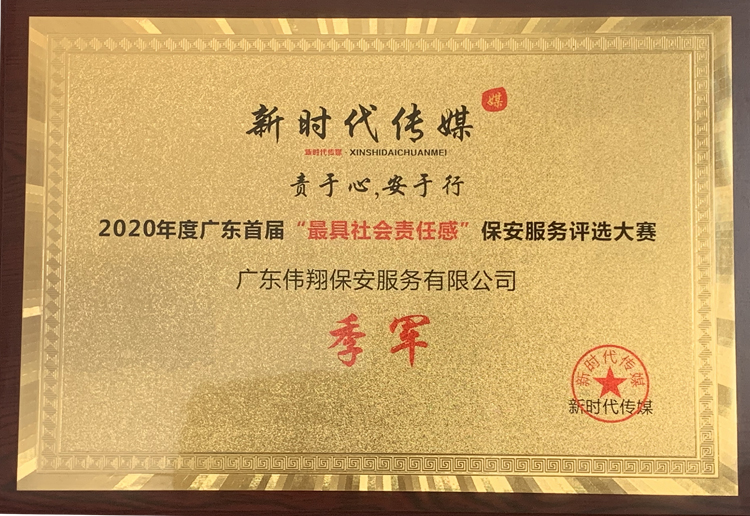 新时代传媒
媒
新时代传媒·XINSHIDAICHUANMEI
责于心,安于行
2020年度广东首届“最具社会责任感”保安服务评选大赛
广东伟翔保安服务有限公司
季军
新时代传媒
新时代传媒